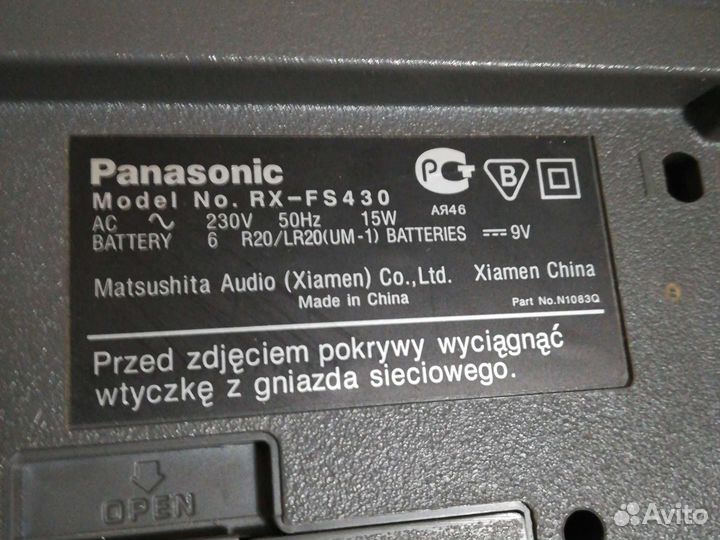 Panasonic
Model No. RX-FS430
AC ~ 230V 50Hz 15W
BATTERY 6 R20/LR20(UM-1) BATTERIES ⎓ 9V
РСТ
АЯ46
B
Matsushita Audio (Xiamen) Co.,Ltd. Xiamen China
Made in China
Part No.N1083Q
Przed zdjęciem pokrywy wyciągnąć
wtyczkę z gniazda sieciowego.
OPEN
Avito